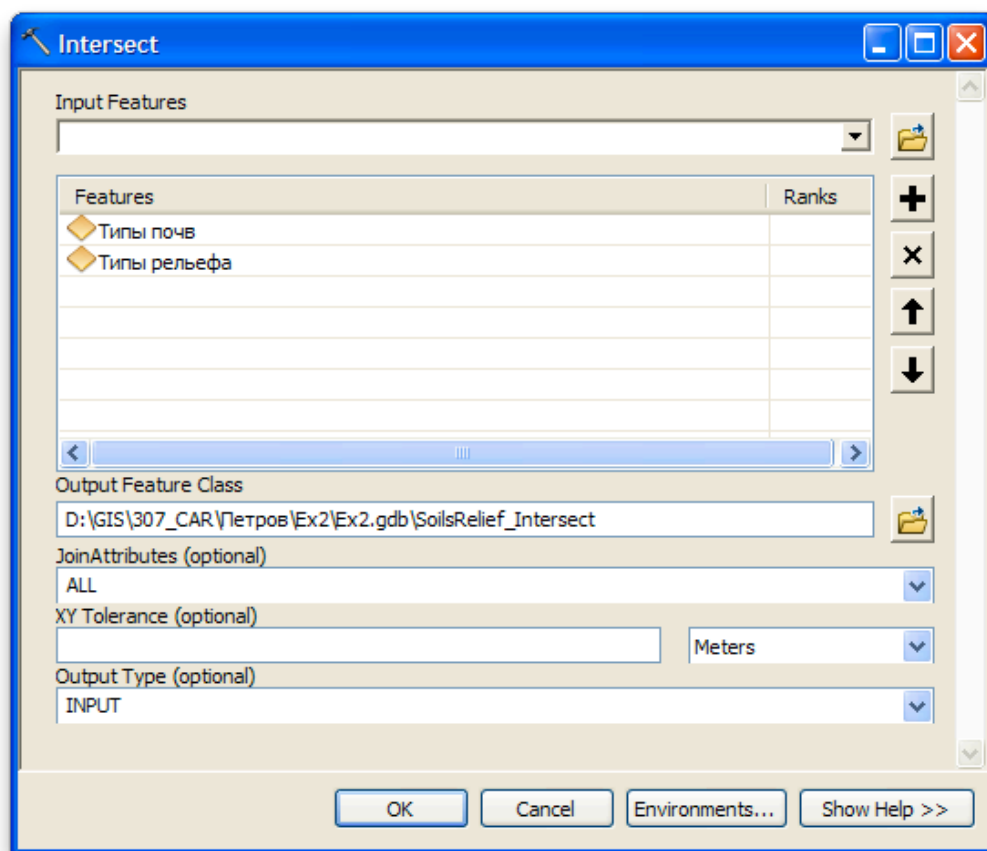 Intersect
Input Features
Features Ranks
Типы почв
Типы рельефа
Output Feature Class
D:\GIS\307_CAR\Петров\Ex2\Ex2.gdb\SoilsRelief_Intersect
JoinAttributes (optional)
ALL
XY Tolerance (optional)
Meters
Output Type (optional)
INPUT
OK Cancel Environments... Show Help >>